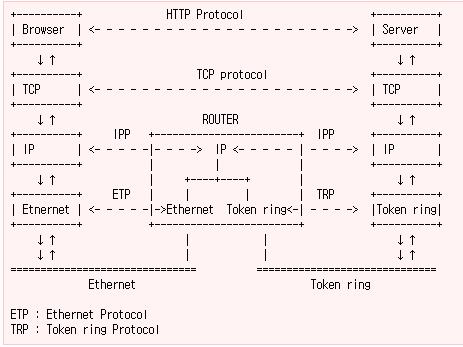 HTTP Protocol
Browser Server
TCP protocol
TCP TCP
ROUTER
IPP IPP
IP IP IP
ETP TRP
Etnernet Ethernet Token ring Token ring
Ethernet Token ring
ETP : Ethernet Protocol
TRP : Token ring Protocol